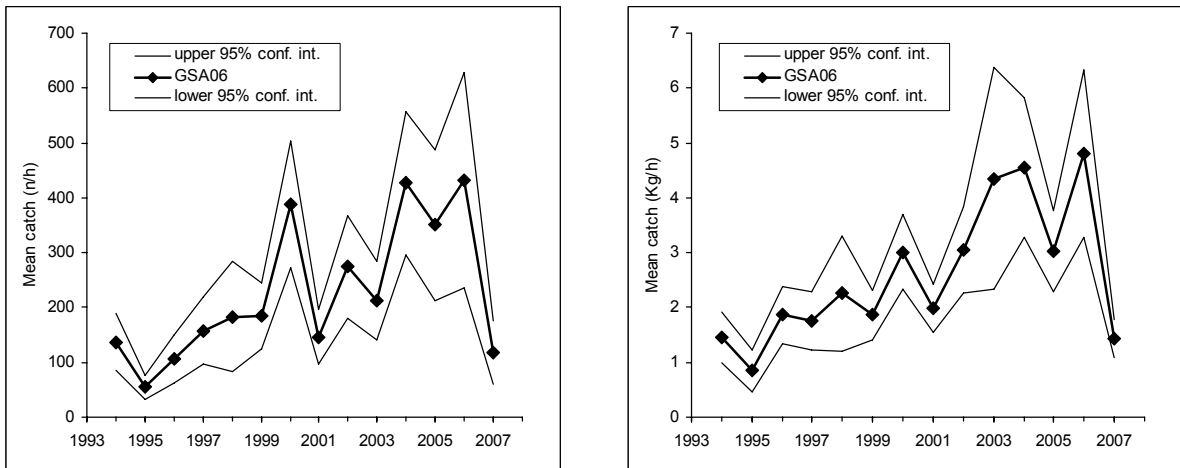 700
600
500
400
300
200
100
0
Mean catch (n/h)
upper 95% conf. int.
GSA06
lower 95% conf. int.
1993 1995 1997 1999 2001 2003 2005 2007
7
6
5
4
3
2
1
0
Mean catch (Kg/h)
upper 95% conf. int.
GSA06
lower 95% conf. int.
1993 1995 1997 1999 2001 2003 2005 2007